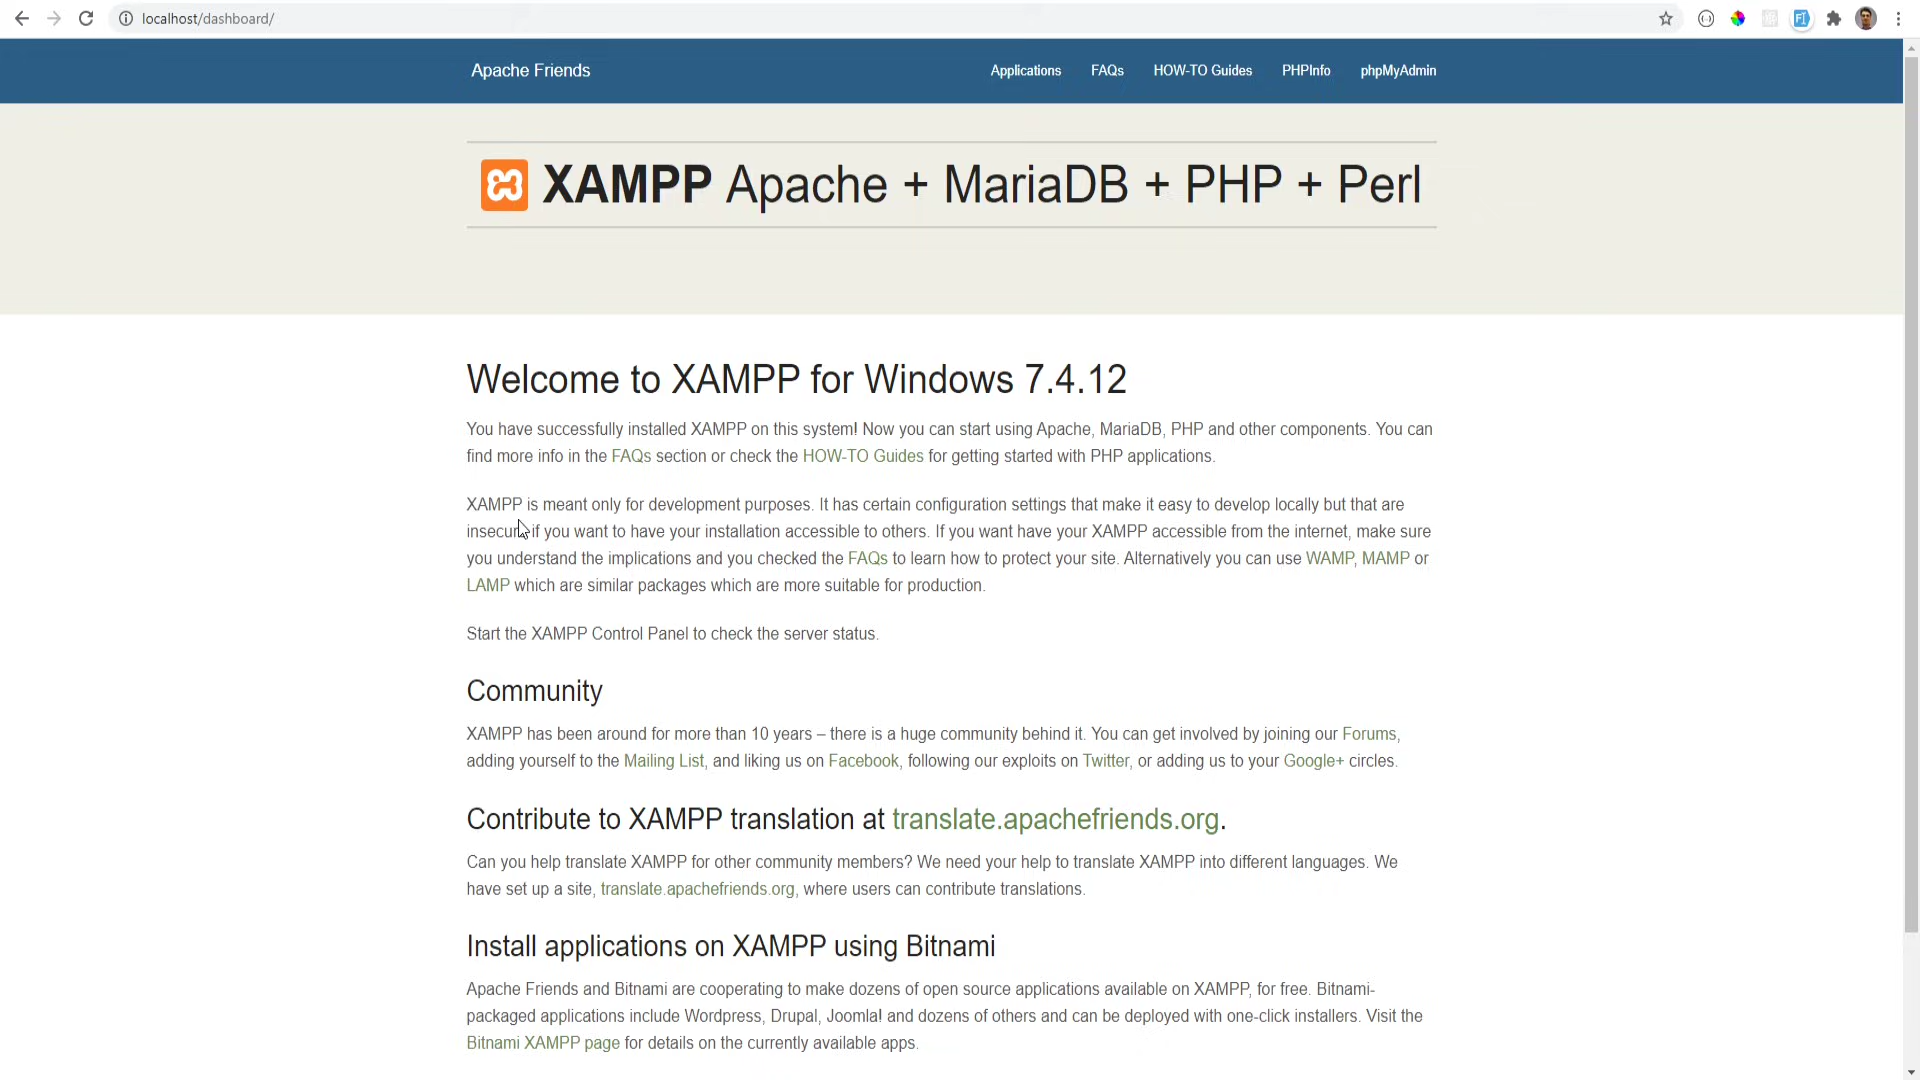 localhost/dashboard/
Apache Friends
Applications FAQs HOW-TO Guides PHPInfo phpMyAdmin
XAMPP Apache + MariaDB + PHP + Perl
Welcome to XAMPP for Windows 7.4.12
You have successfully installed XAMPP on this system! Now you can start using Apache, MariaDB, PHP and other components. You can
find more info in the FAQs section or check the HOW-TO Guides for getting started with PHP applications.
XAMPP is meant only for development purposes. It has certain configuration settings that make it easy to develop locally but that are
insecure if you want to have your installation accessible to others. If you want have your XAMPP accessible from the internet, make sure
you understand the implications and you checked the FAQs to learn how to protect your site. Alternatively you can use WAMP, MAMP or
LAMP which are similar packages which are more suitable for production.
Start the XAMPP Control Panel to check the server status.
Community
XAMPP has been around for more than 10 years – there is a huge community behind it. You can get involved by joining our Forums,
adding yourself to the Mailing List, and liking us on Facebook, following our exploits on Twitter, or adding us to your Google+ circles.
Contribute to XAMPP translation at translate.apachefriends.org.
Can you help translate XAMPP for other community members? We need your help to translate XAMPP into different languages. We
have set up a site, translate.apachefriends.org, where users can contribute translations.
Install applications on XAMPP using Bitnami
Apache Friends and Bitnami are cooperating to make dozens of open source applications available on XAMPP, for free. Bitnami-
packaged applications include Wordpress, Drupal, Joomla! and dozens of others and can be deployed with one-click installers. Visit the
Bitnami XAMPP page for details on the currently available apps.